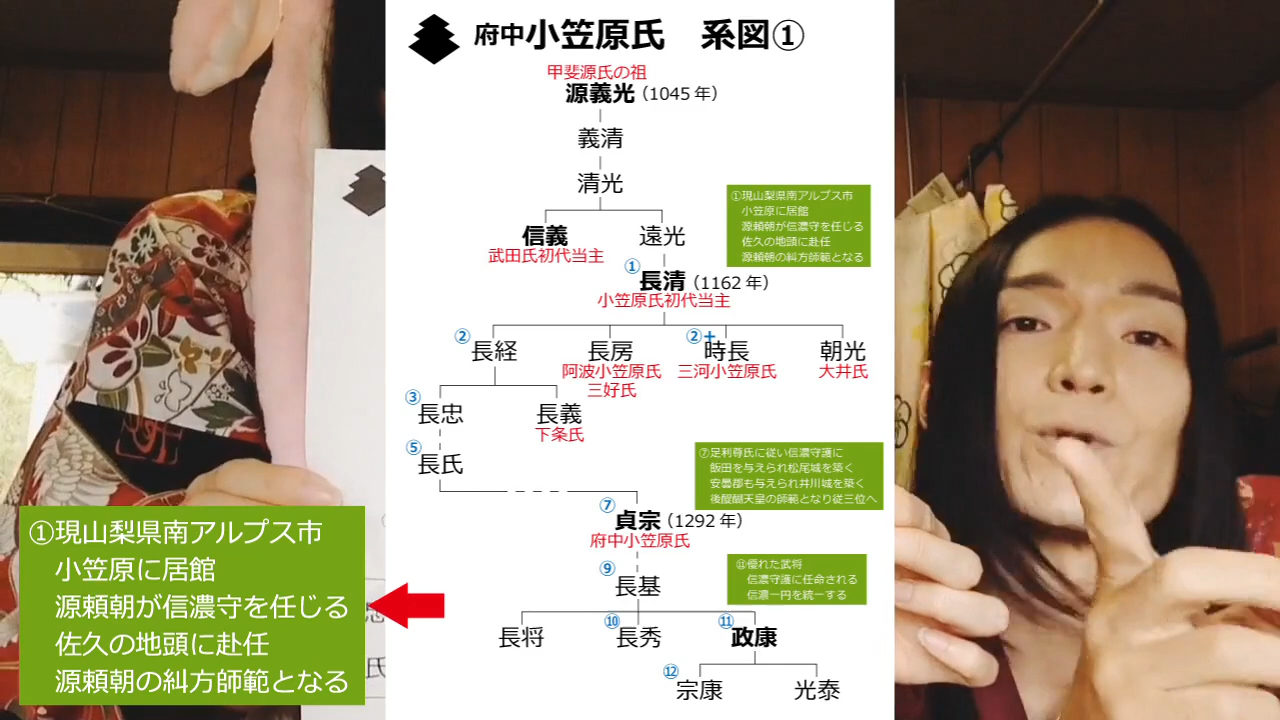 府中小笠原氏 系図①
甲斐源氏の祖
源義光(1045年)
義清
清光
信義
武田氏初代当主
遠光
①
長清(1162年)
小笠原氏初代当主
①現山梨県南アルプス市
小笠原に居館
源頼朝が信濃守を任じる
佐久の地頭に赴任
源頼朝の糾方師範となる
②
長経
長房
阿波小笠原氏
三好氏
②+
時長
三河小笠原氏
朝光
大井氏
③
長忠
長義
下条氏
⑤
長氏
⑦足利尊氏に従い信濃守護に
飯田を与えられ松尾城を築く
安曇郡も与えられ井川城を築く
後醍醐天皇の師範となり従三位へ
⑦
貞宗(1292年)
府中小笠原氏
⑨
長基
⑪優れた武将
信濃守護に任命される
信濃一円を統一する
長将
⑩
長秀
⑪
政康
⑫
宗康
光泰
①現山梨県南アルプス市
小笠原に居館
源頼朝が信濃守を任じる
佐久の地頭に赴任
源頼朝の糾方師範となる
氏